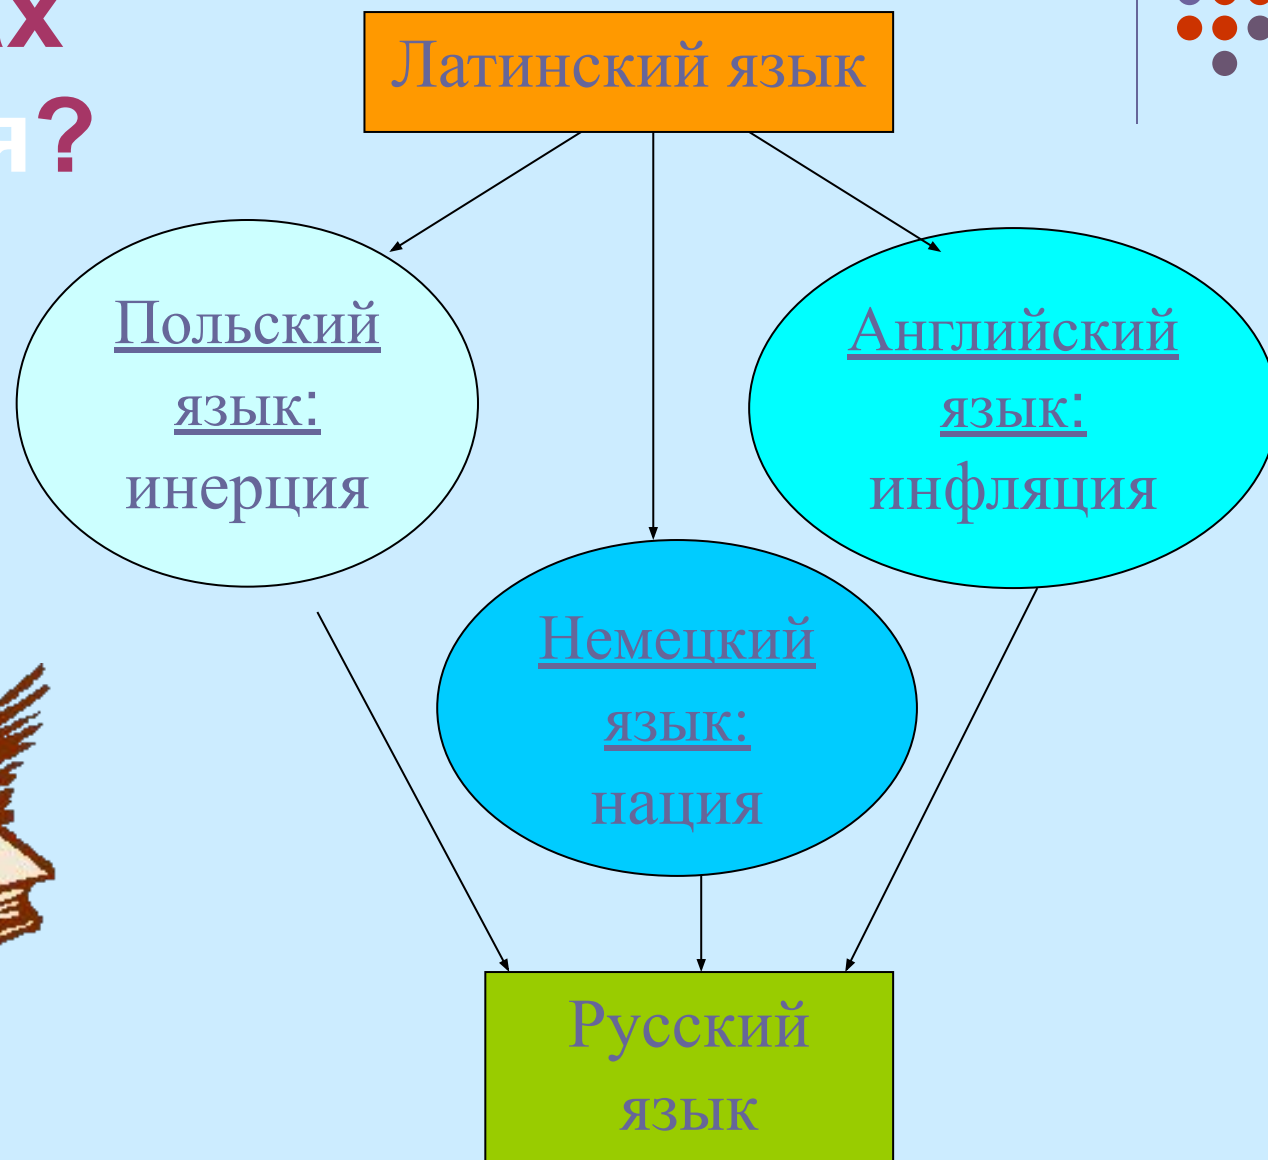 ?
Латинский язык
Польский
язык:
инерция
Английский
язык:
инфляция
Немецкий
язык:
нация
Русский
язык